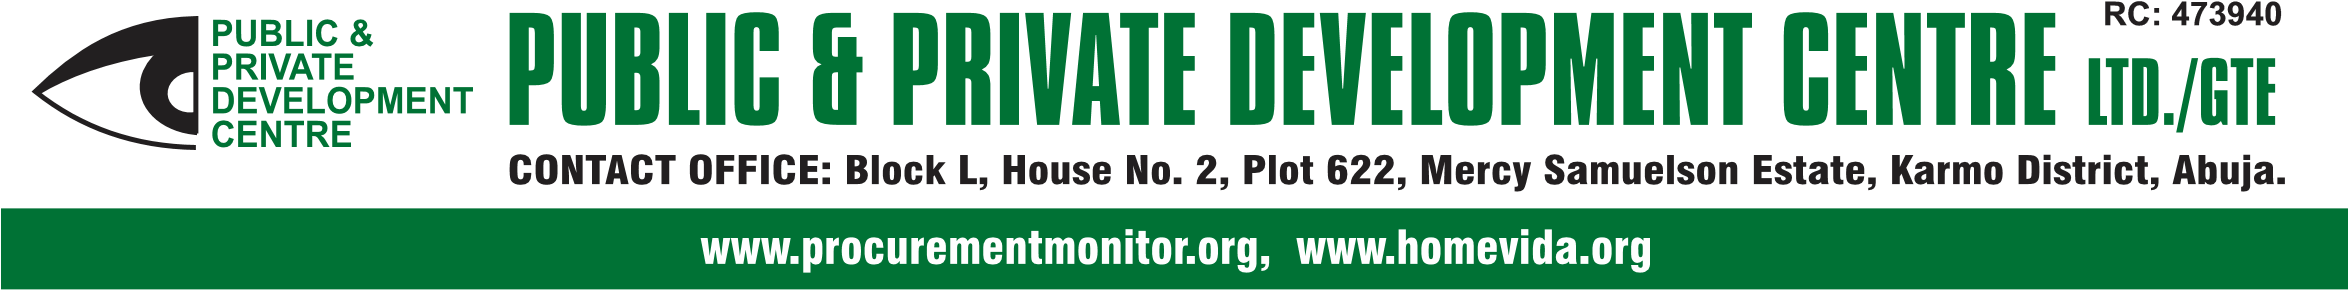 PUBLIC &
PRIVATE
DEVELOPMENT
CENTRE
RC: 473940
PUBLIC & PRIVATE DEVELOPMENT CENTRE LTD./GTE
CONTACT OFFICE: Block L, House No. 2, Plot 622, Mercy Samuelson Estate, Karmo District, Abuja.
www.procurementmonitor.org, www.homevida.org